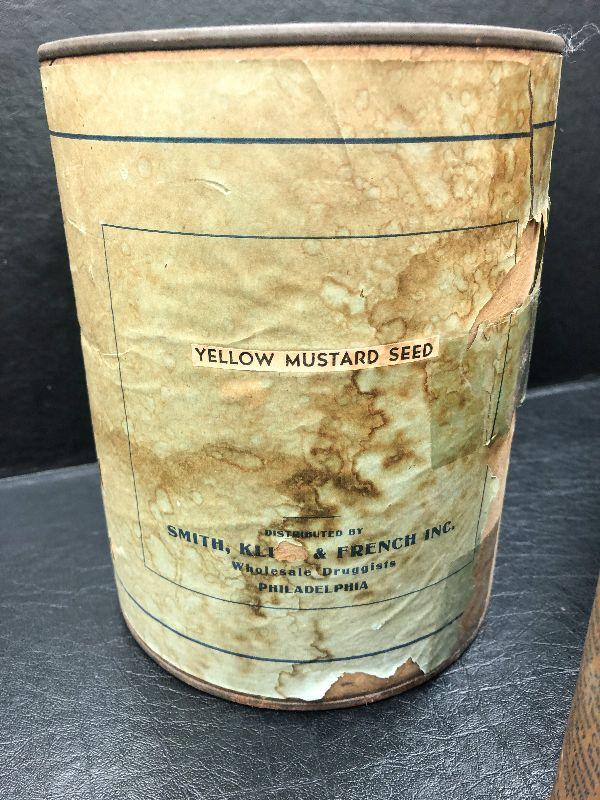 YELLOW MUSTARD SEED
DISTRIBUTED BY
SMITH, & FRENCH INC.
Wholesale Druggists
PHILADELPHIA